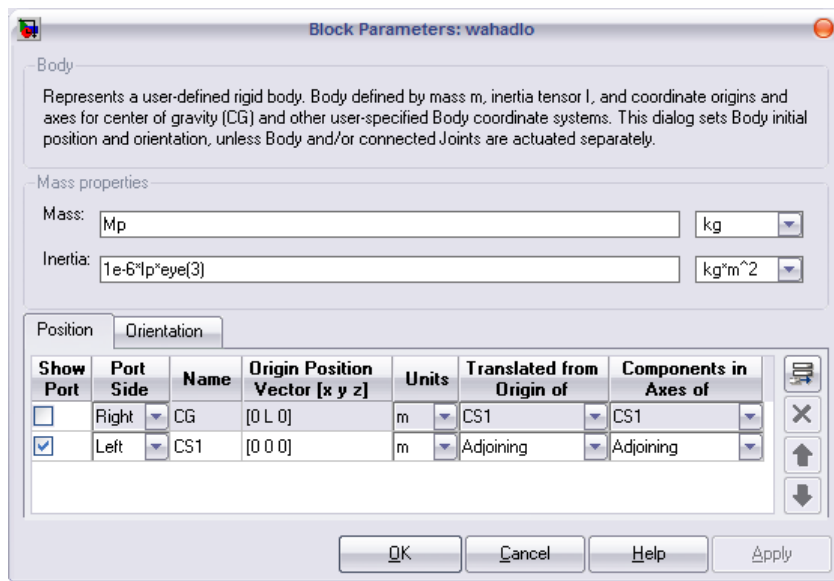 Block Parameters: wahadlo
Body
Represents a user-defined rigid body. Body defined by mass m, inertia tensor I, and coordinate origins and
axes for center of gravity (CG) and other user-specified Body coordinate systems. This dialog sets Body initial
position and orientation, unless Body and/or connected Joints are actuated separately.
Mass properties
Mass: Mp kg
Inertia: 1e-6*Ip*eye(3) kg*m^2
Position Orientation
Show Port Port Side Name Origin Position Vector [x y z] Units Translated from Origin of Components in Axes of
Right CG [0 L 0] m CS1 CS1
Left CS1 [0 0 0] m Adjoining Adjoining
OK Cancel Help Apply